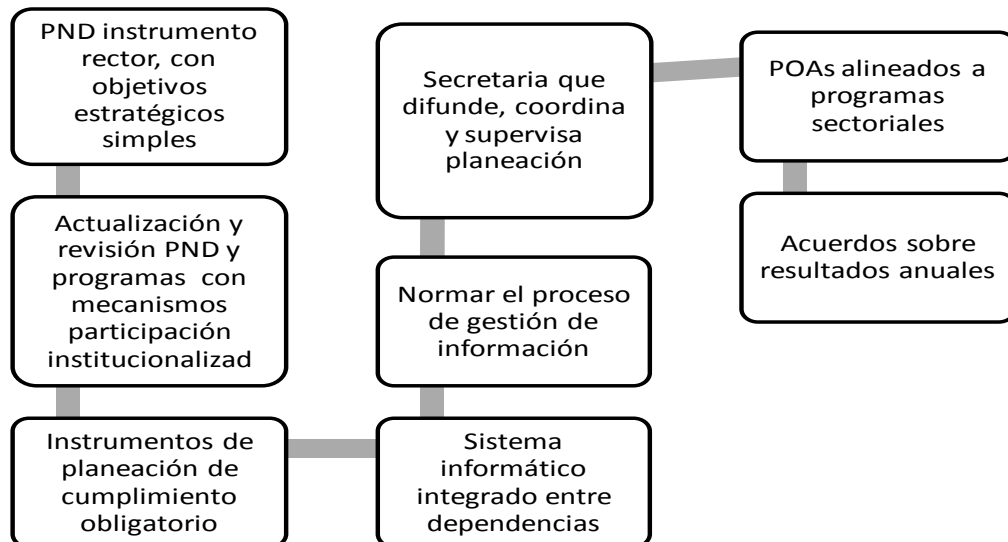 PND instrumento
rector, con
objetivos
estratégicos
simples
Actualización y
revisión PND y
programas con
mecanismos
participación
institucionalizad
Instrumentos de
planeación de
cumplimiento
obligatorio
Sistema
informático
integrado entre
dependencias
Normar el proceso
de gestión de
información
Secretaria que
difunde, coordina
y supervisa
planeación
POAs alineados a
programas
sectoriales
Acuerdos sobre
resultados anuales